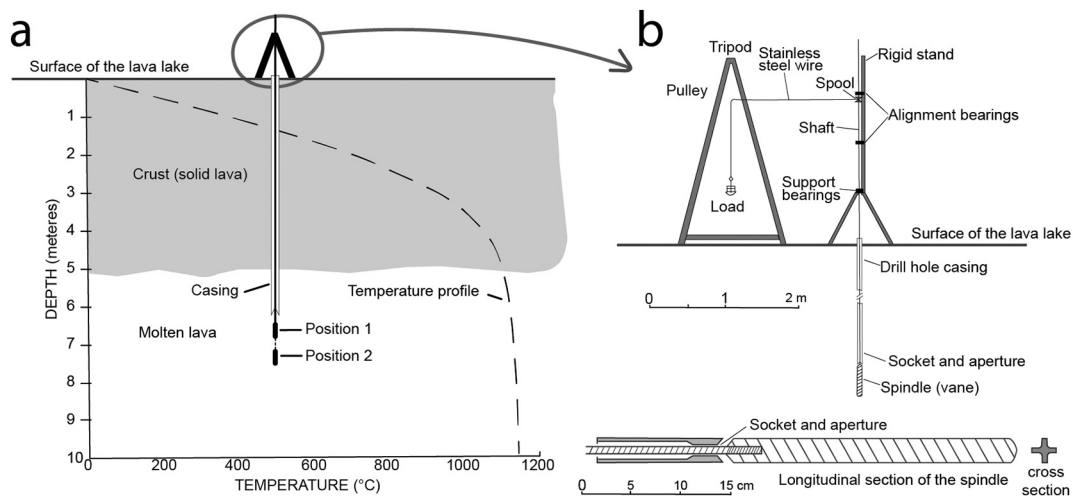 a
Surface of the lava lake
1
2
3
4
5
6
7
8
9
10
DEPTH (meteres)
Crust (solid lava)
Casing
Temperature profile
Molten lava
Position 1
Position 2
0
200
400
600
800
1000
1200
TEMPERATURE (°C)
b
Tripod
Stainless
steel wire
Rigid stand
Pulley
Spool
Alignment bearings
Shaft
Support
bearings
Load
Surface of the lava lake
Drill hole casing
0
1
2 m
Socket and aperture
Spindle (vane)
Socket and aperture
Longitudinal section of the spindle
cross
section
0
5
10
15 cm